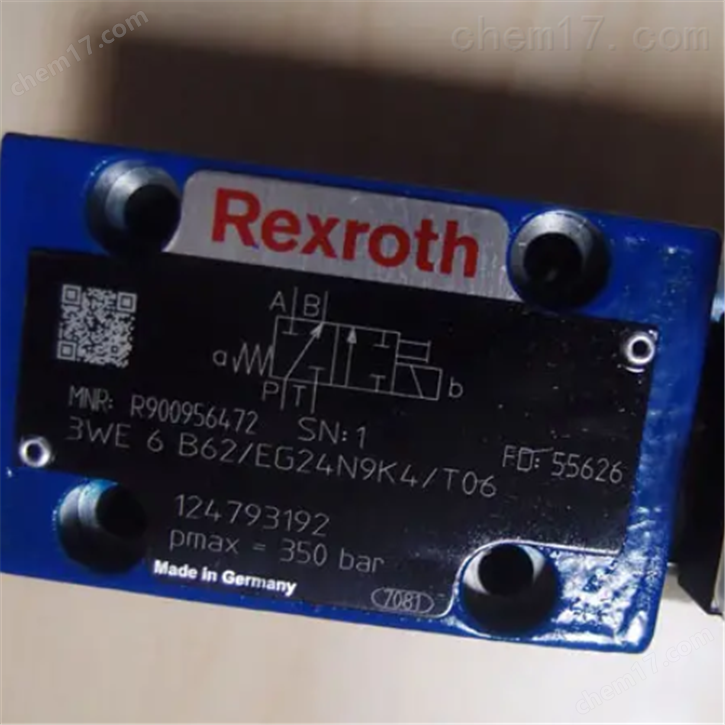 chem17.com
chem17.com
Rexroth
A B
a
b
P T
MNR: R900956472 SN:1
FD: 55626
3WE 6 B62/EG24N9K4/T06
124793192
pmax = 350 bar
Made in Germany
7081
chem17.com